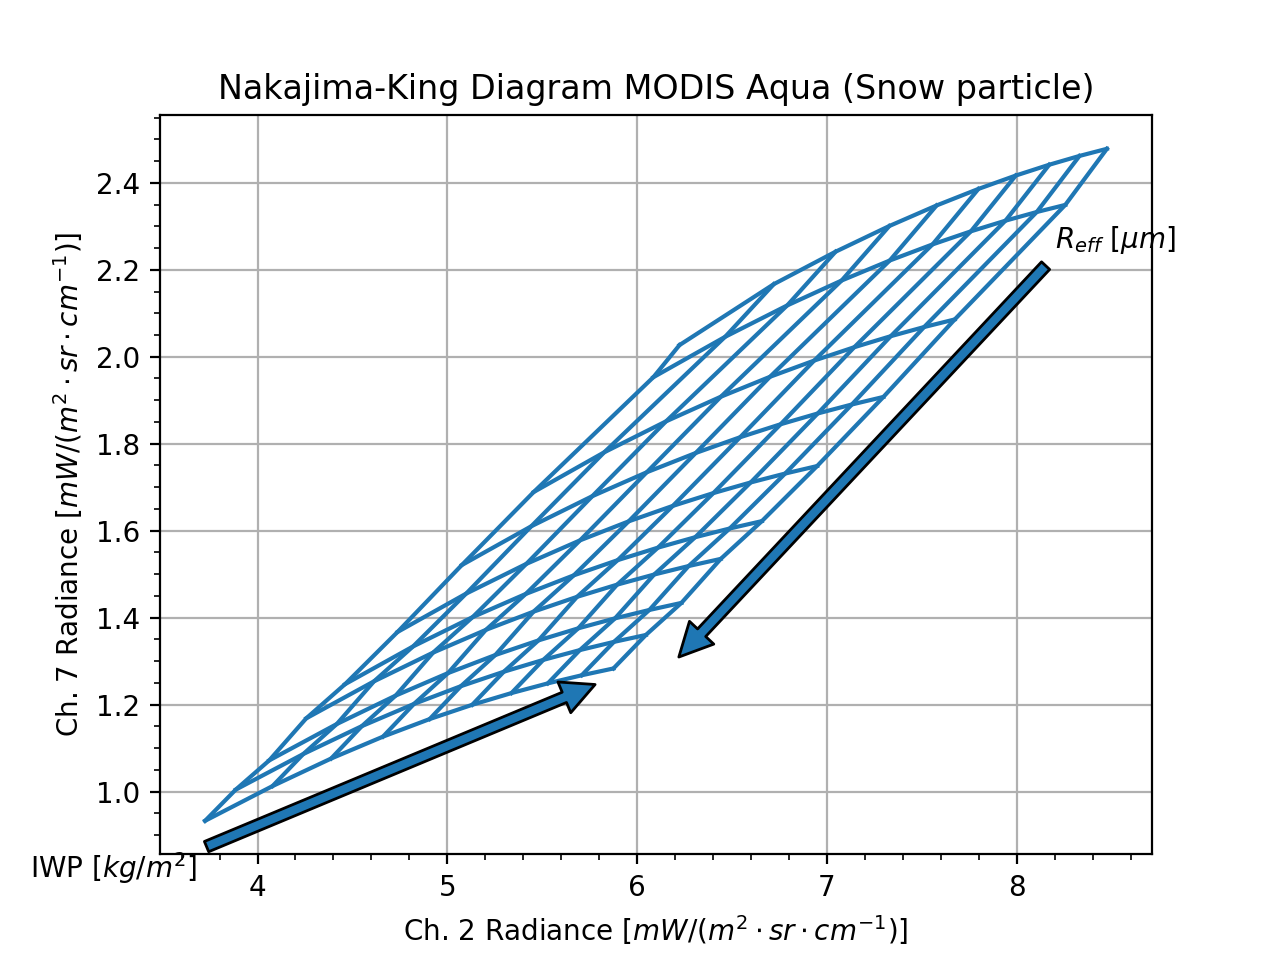 Nakajima-King Diagram MODIS Aqua (Snow particle)
2.4
2.2
2.0
1.8
1.6
1.4
1.2
1.0
Ch. 7 Radiance [mW/(m² · sr · cm⁻¹)]
R_eff [μm]
IWP [kg/m²]
4 5 6 7 8
Ch. 2 Radiance [mW/(m² · sr · cm⁻¹)]